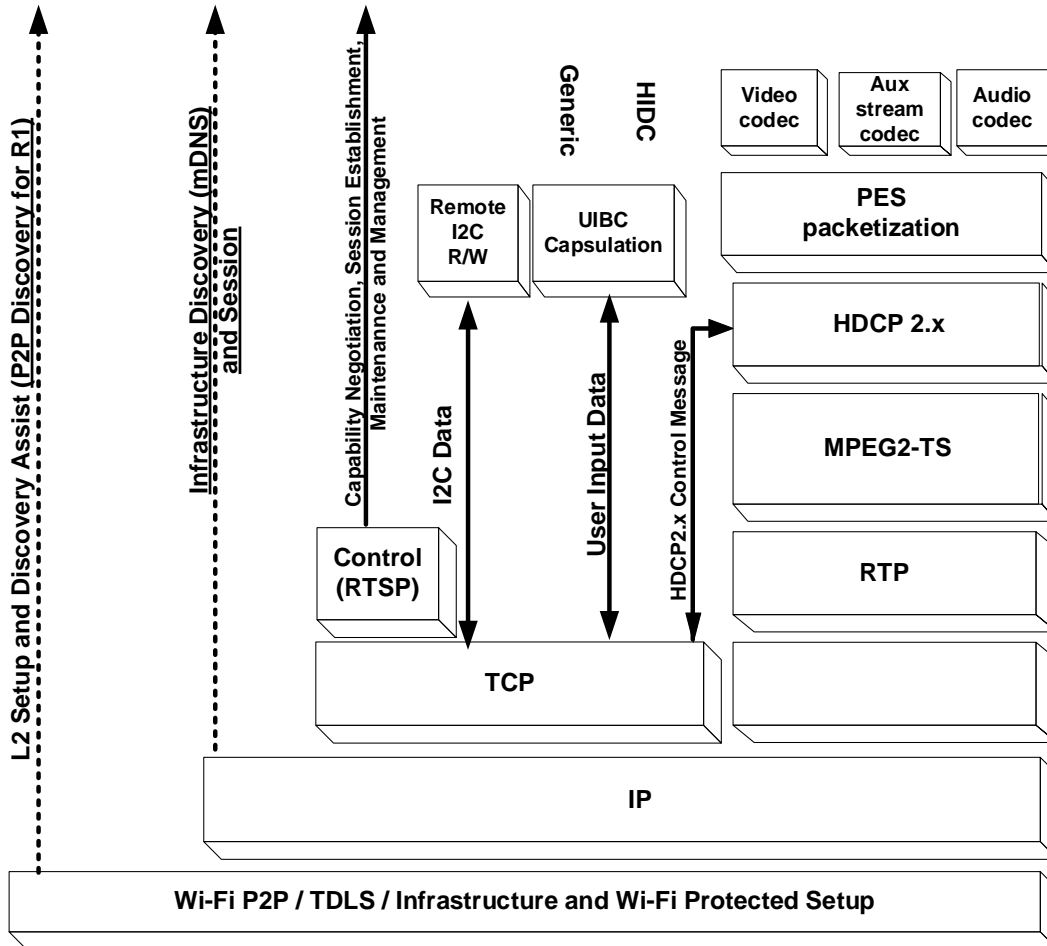 L2 Setup and Discovery Assist (P2P Discovery for R1)
Infrastructure Discovery (mDNS)
and Session
Capability Negotiation, Session Establishment,
Maintenannce and Management
Generic
HIDC
Video
codec
Aux
stream
codec
Audio
codec
Remote
I2C
R/W
UIBC
Capsulation
PES
packetization
HDCP 2.x
I2C Data
User Input Data
HDCP2.x Control Message
MPEG2-TS
Control
(RTSP)
RTP
TCP
IP
Wi-Fi P2P / TDLS / Infrastructure and Wi-Fi Protected Setup